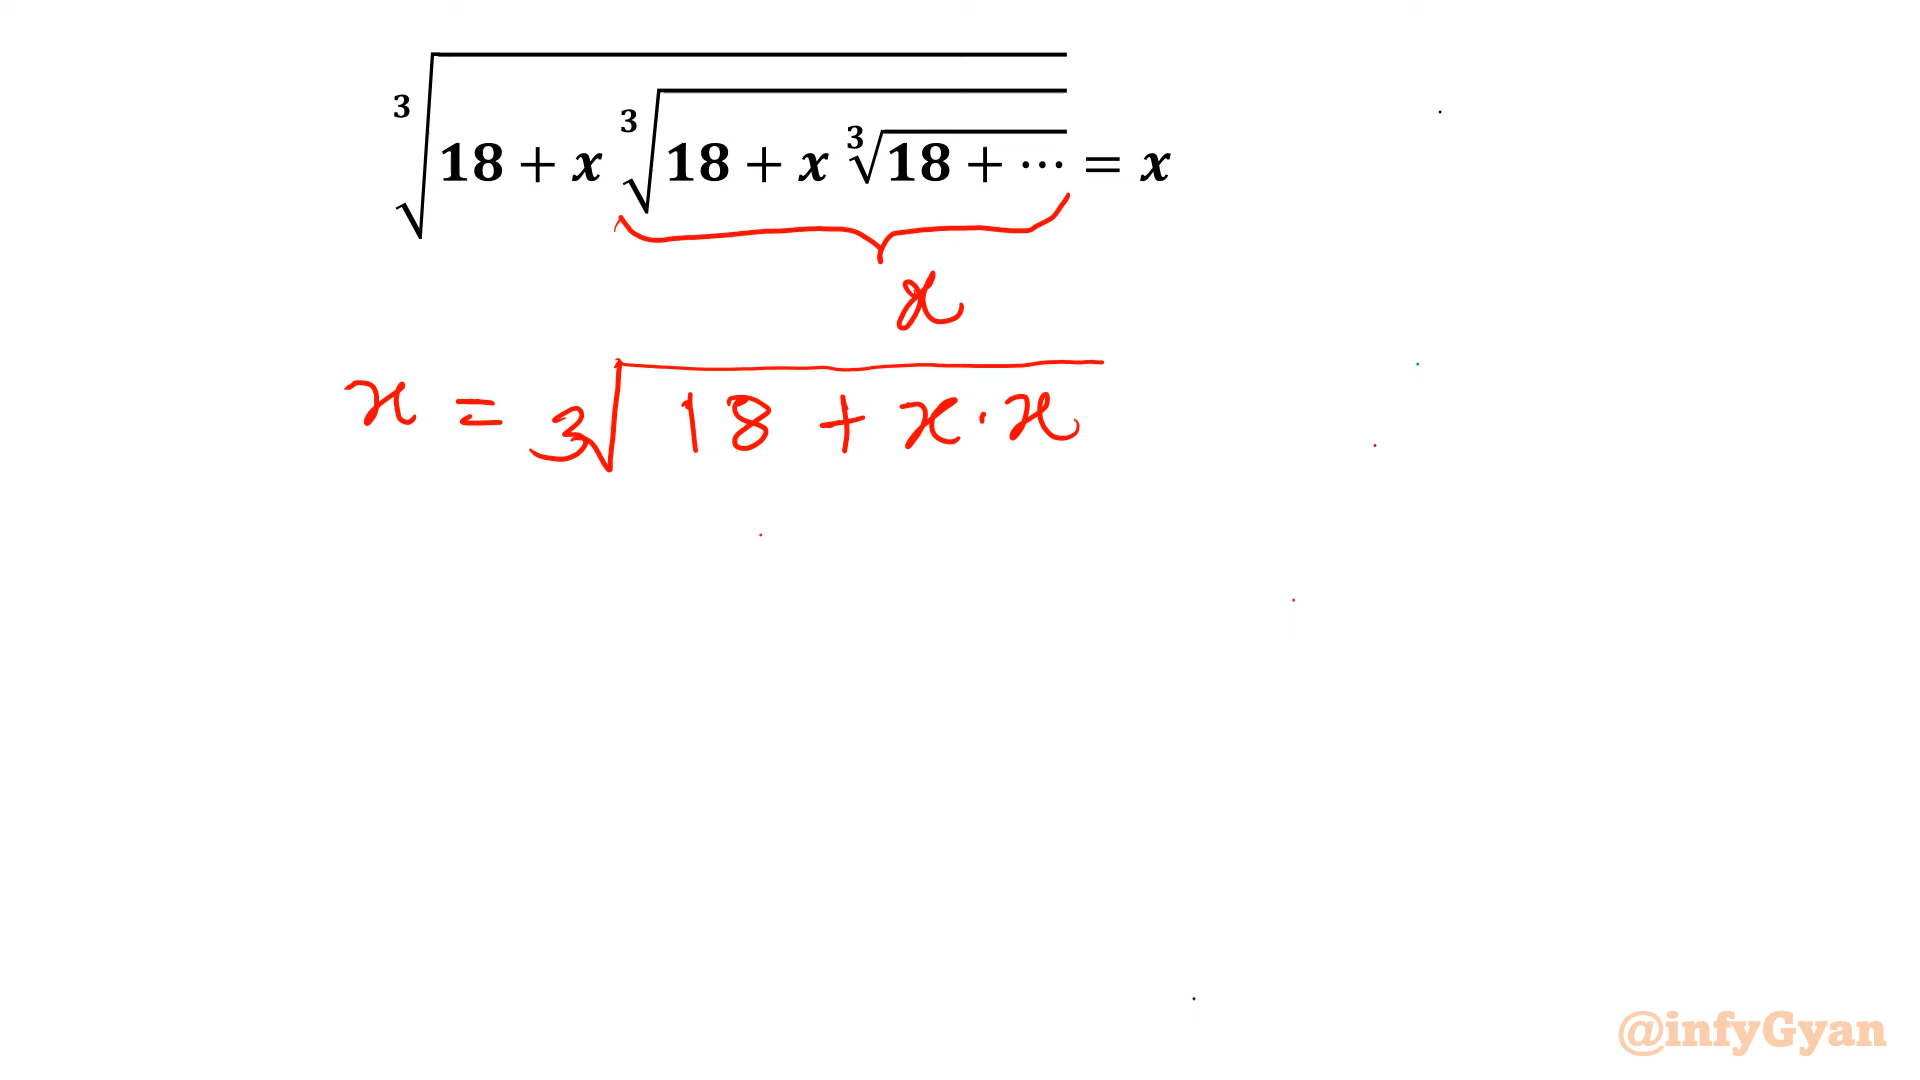 ∛(18 + x ∛(18 + x ∛(18 + ⋯))) = x
x
x = ∛(18 + x · x)
@infyGyan